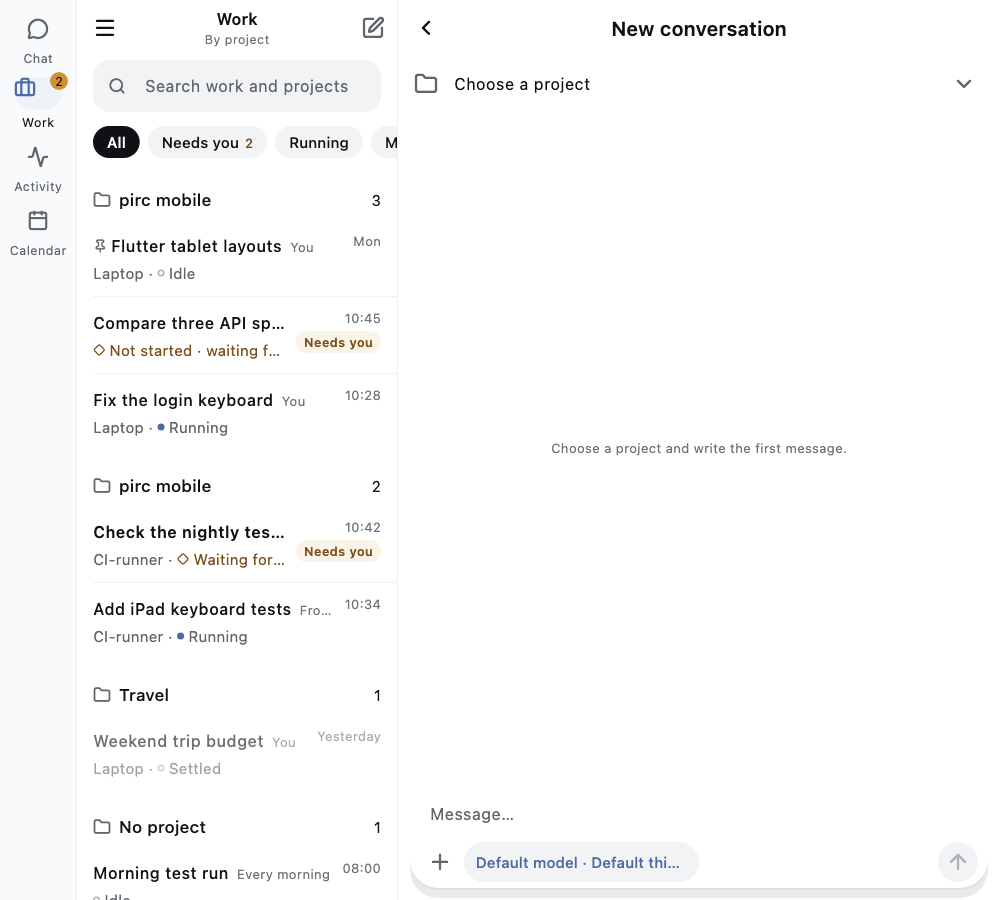 Chat
2
Work
Activity
Calendar
Work
By project
Search work and projects
All
Needs you 2
Running
M
pirc mobile 3
Flutter tablet layouts You Mon
Laptop · Idle
Compare three API sp... 10:45
Not started · waiting f... Needs you
Fix the login keyboard You 10:28
Laptop · Running
pirc mobile 2
Check the nightly tes... 10:42
CI-runner · Waiting for... Needs you
Add iPad keyboard tests Fro... 10:34
CI-runner · Running
Travel 1
Weekend trip budget You Yesterday
Laptop · Settled
No project 1
Morning test run Every morning 08:00
Idle
New conversation
Choose a project
Choose a project and write the first message.
Message...
Default model · Default thi...